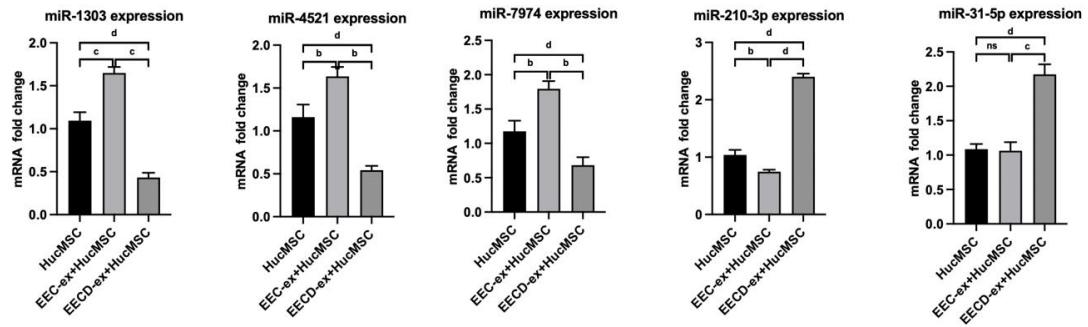 miR-1303 expression
d
c c
mRNA fold change
2.0
1.5
1.0
0.5
0.0
HucMSC
EEC-ex+HucMSC
EECD-ex+HucMSC
miR-4521 expression
d
b b
mRNA fold change
2.0
1.5
1.0
0.5
0.0
HucMSC
EEC-ex+HucMSC
EECD-ex+HucMSC
miR-7974 expression
d
b b
mRNA fold change
2.5
2.0
1.5
1.0
0.5
0.0
HucMSC
EEC-ex+HucMSC
EECD-ex+HucMSC
miR-210-3p expression
d
b d
mRNA fold change
3
2
1
0
HucMSC
EEC-ex+HucMSC
EECD-ex+HucMSC
miR-31-5p expression
d
ns c
mRNA fold change
2.5
2.0
1.5
1.0
0.5
0.0
HucMSC
EEC-ex+HucMSC
EECD-ex+HucMSC